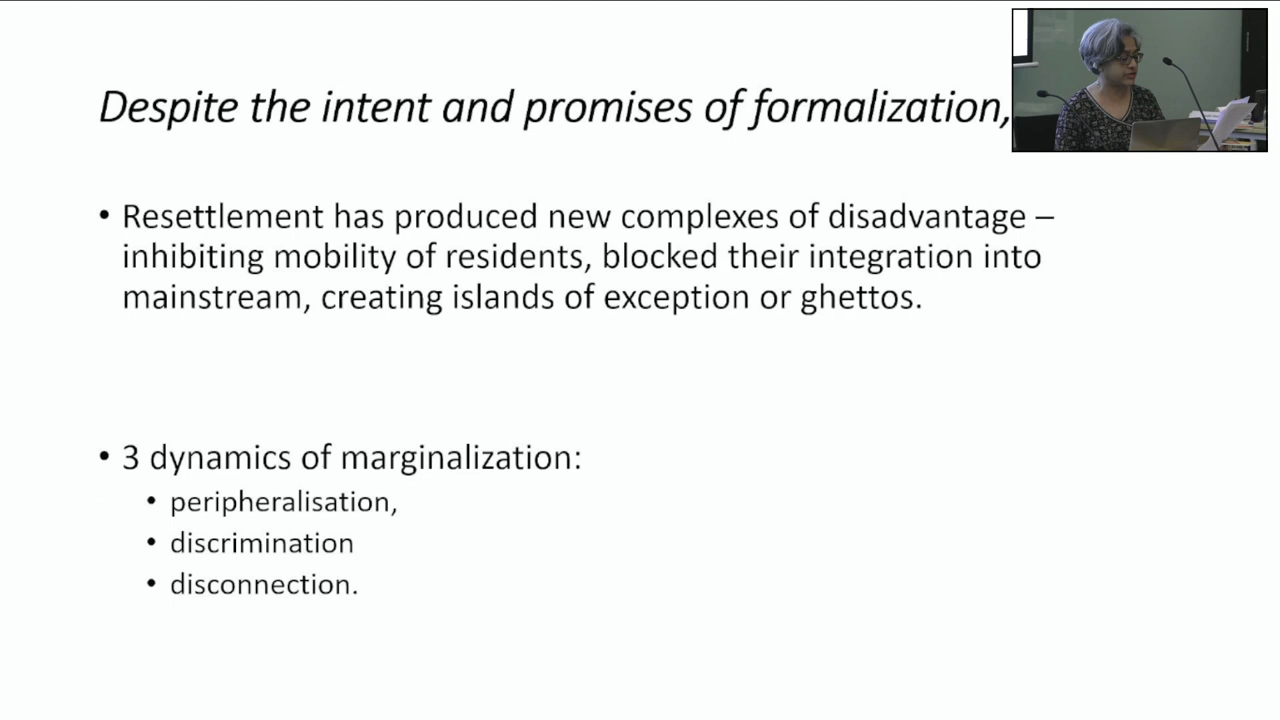 Despite the intent and promises of formalization,
• Resettlement has produced new complexes of disadvantage –
inhibiting mobility of residents, blocked their integration into
mainstream, creating islands of exception or ghettos.
• 3 dynamics of marginalization:
• peripheralisation,
• discrimination
• disconnection.